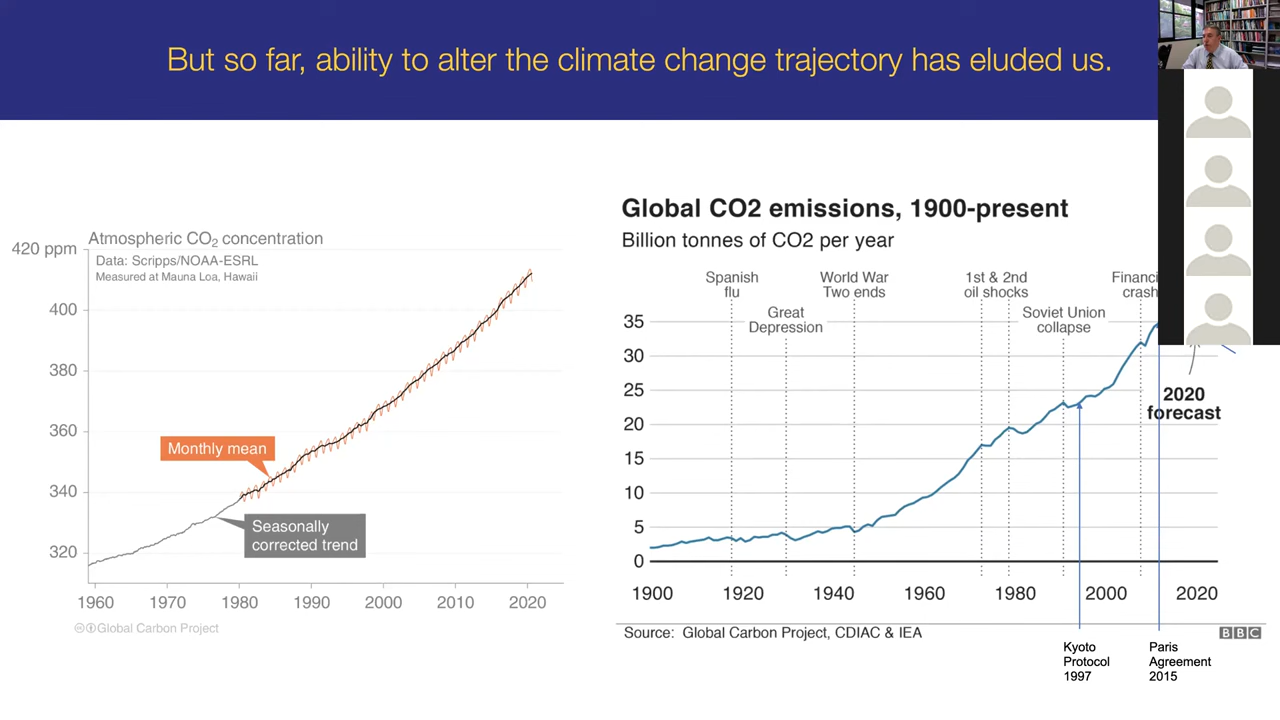 But so far, ability to alter the climate change trajectory has eluded us.
Atmospheric CO2 concentration
Data: Scripps/NOAA-ESRL
Measured at Mauna Loa, Hawaii
420 ppm
400
380
360
340
320
Monthly mean
Seasonally
corrected trend
1960 1970 1980 1990 2000 2010 2020
Global Carbon Project
Global CO2 emissions, 1900-present
Billion tonnes of CO2 per year
Spanish
flu
Great
Depression
World War
Two ends
1st & 2nd
oil shocks
Soviet Union
collapse
Financi
crash
35
30
25
20
15
10
5
0
2020
forecast
1900 1920 1940 1960 1980 2000 2020
Source: Global Carbon Project, CDIAC & IEA
BBC
Kyoto
Protocol
1997
Paris
Agreement
2015